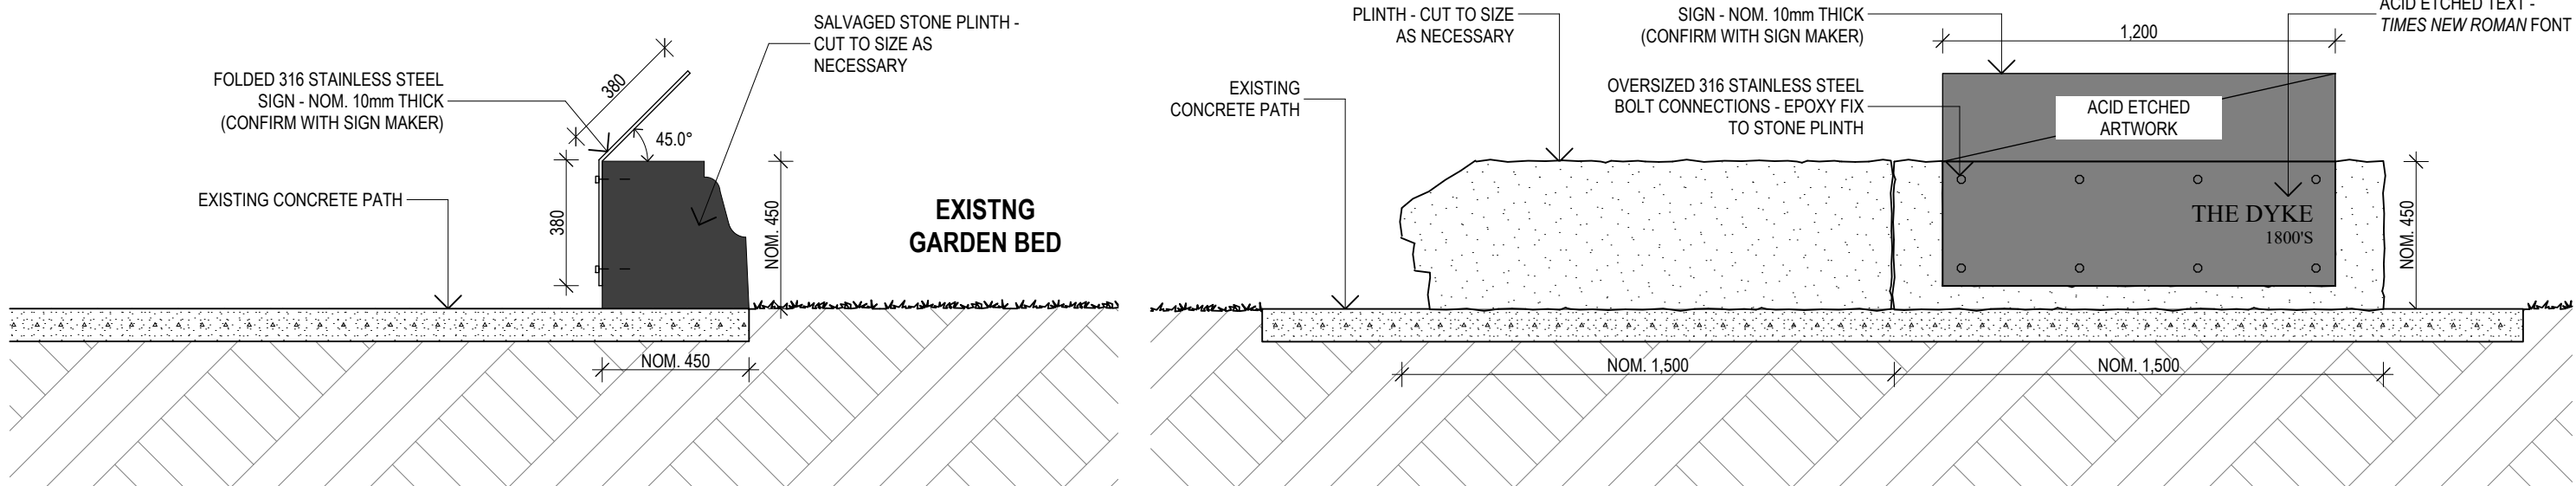 SALVAGED STONE PLINTH -
CUT TO SIZE AS
NECESSARY
380
FOLDED 316 STAINLESS STEEL
SIGN - NOM. 10mm THICK
(CONFIRM WITH SIGN MAKER)
45.0°
EXISTING CONCRETE PATH
380
NOM. 450
EXISTNG
GARDEN BED
NOM. 450
PLINTH - CUT TO SIZE
AS NECESSARY
SIGN - NOM. 10mm THICK
(CONFIRM WITH SIGN MAKER)
1,200
ACID ETCHED TEXT -
TIMES NEW ROMAN FONT
EXISTING
CONCRETE PATH
OVERSIZED 316 STAINLESS STEEL
BOLT CONNECTIONS - EPOXY FIX
TO STONE PLINTH
ACID ETCHED
ARTWORK
THE DYKE
1800'S
NOM. 450
NOM. 1,500
NOM. 1,500